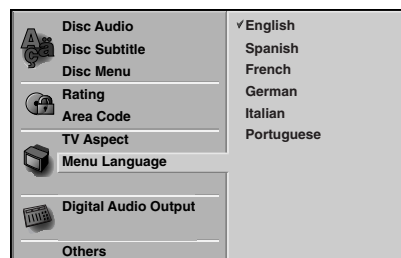 Disc Audio
Disc Subtitle
Disc Menu
Rating
Area Code
TV Aspect
Menu Language
Digital Audio Output
Others
✓English
Spanish
French
German
Italian
Portuguese